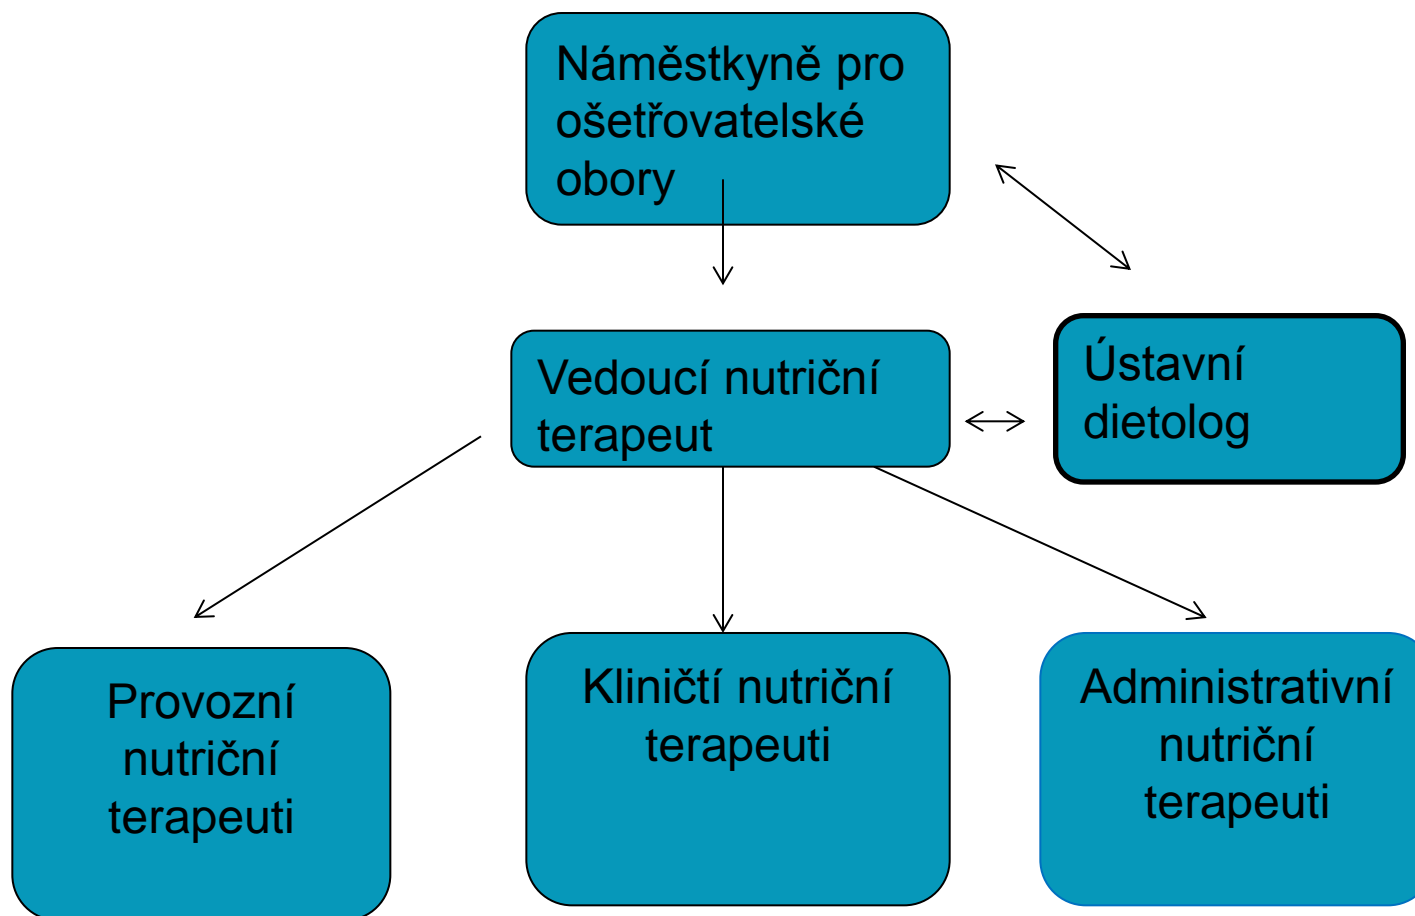 Náměstkyně pro
ošetřovatelské
obory
Vedoucí nutriční
terapeut
Ústavní
dietolog
Provozní
nutriční
terapeuti
Kliničtí nutriční
terapeuti
Administrativní
nutriční
terapeuti